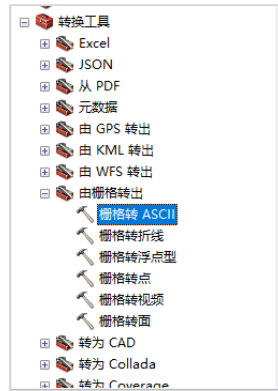 转换工具
Excel
JSON
从 PDF
元数据
由 GPS 转出
由 KML 转出
由 WFS 转出
由栅格转出
栅格转 ASCII
栅格转折线
栅格转浮点型
栅格转点
栅格转视频
栅格转面
转为 CAD
转为 Collada
转为 Coverage